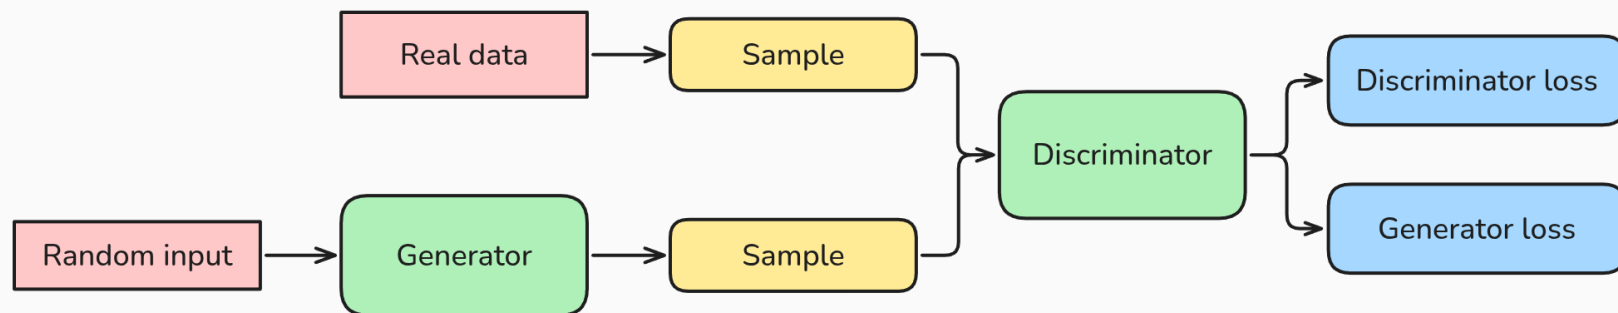 Real data
Sample
Discriminator loss
Discriminator
Generator loss
Random input
Generator
Sample